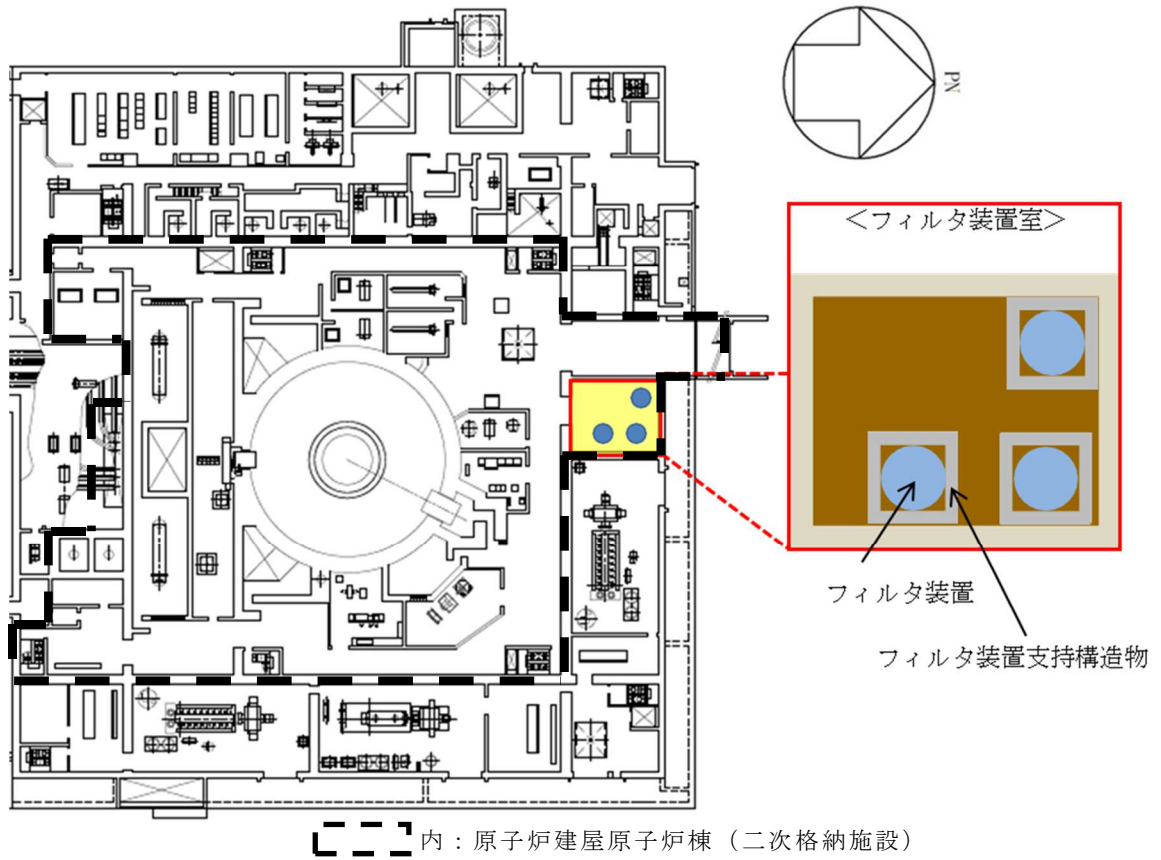 PN
＜フィルタ装置室＞
フィルタ装置
フィルタ装置支持構造物
内：原子炉建屋原子炉棟（二次格納施設）